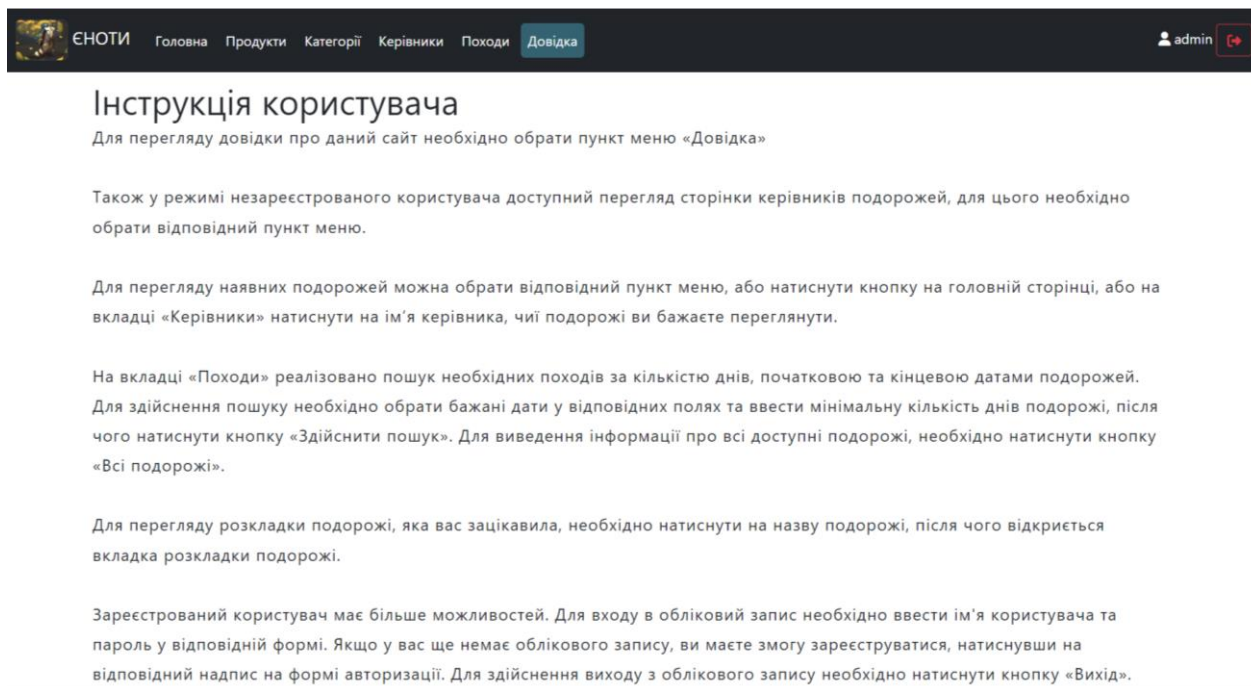 ЄНОТИ Головна Продукти Категорії Керівники Походи Довідка admin
Інструкція користувача
Для перегляду довідки про даний сайт необхідно обрати пункт меню «Довідка»
Також у режимі незареєстрованого користувача доступний перегляд сторінки керівників подорожей, для цього необхідно
обрати відповідний пункт меню.
Для перегляду наявних подорожей можна обрати відповідний пункт меню, або натиснути кнопку на головній сторінці, або на
вкладці «Керівники» натиснути на ім’я керівника, чиї подорожі ви бажаєте переглянути.
На вкладці «Походи» реалізовано пошук необхідних походів за кількістю днів, початковою та кінцевою датами подорожей.
Для здійснення пошуку необхідно обрати бажані дати у відповідних полях та ввести мінімальну кількість днів подорожі, після
чого натиснути кнопку «Здійснити пошук». Для виведення інформації про всі доступні подорожі, необхідно натиснути кнопку
«Всі подорожі».
Для перегляду розкладки подорожі, яка вас зацікавила, необхідно натиснути на назву подорожі, після чого відкриється
вкладка розкладки подорожі.
Зареєстрований користувач має більше можливостей. Для входу в обліковий запис необхідно ввести ім'я користувача та
пароль у відповідній формі. Якщо у вас ще немає облікового запису, ви маєте змогу зареєструватися, натиснувши на
відповідний надпис на формі авторизації. Для здійснення виходу з облікового запису необхідно натиснути кнопку «Вихід».